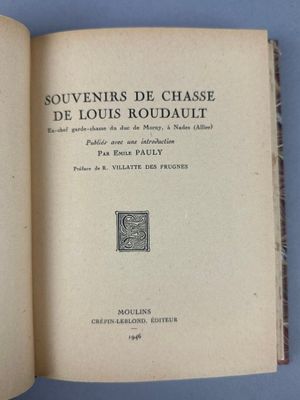 SOUVENIRS DE CHASSE
DE LOUIS ROUDAULT
Ex-chef garde-chasse du duc de Morny, à Nades (Allier)
Publiés avec une introduction
PAR EMILE PAULY
Préface de R. VILLATTE DES PRUGNES
MOULINS
CRÉPIN-LEBLOND, ÉDITEUR
1946